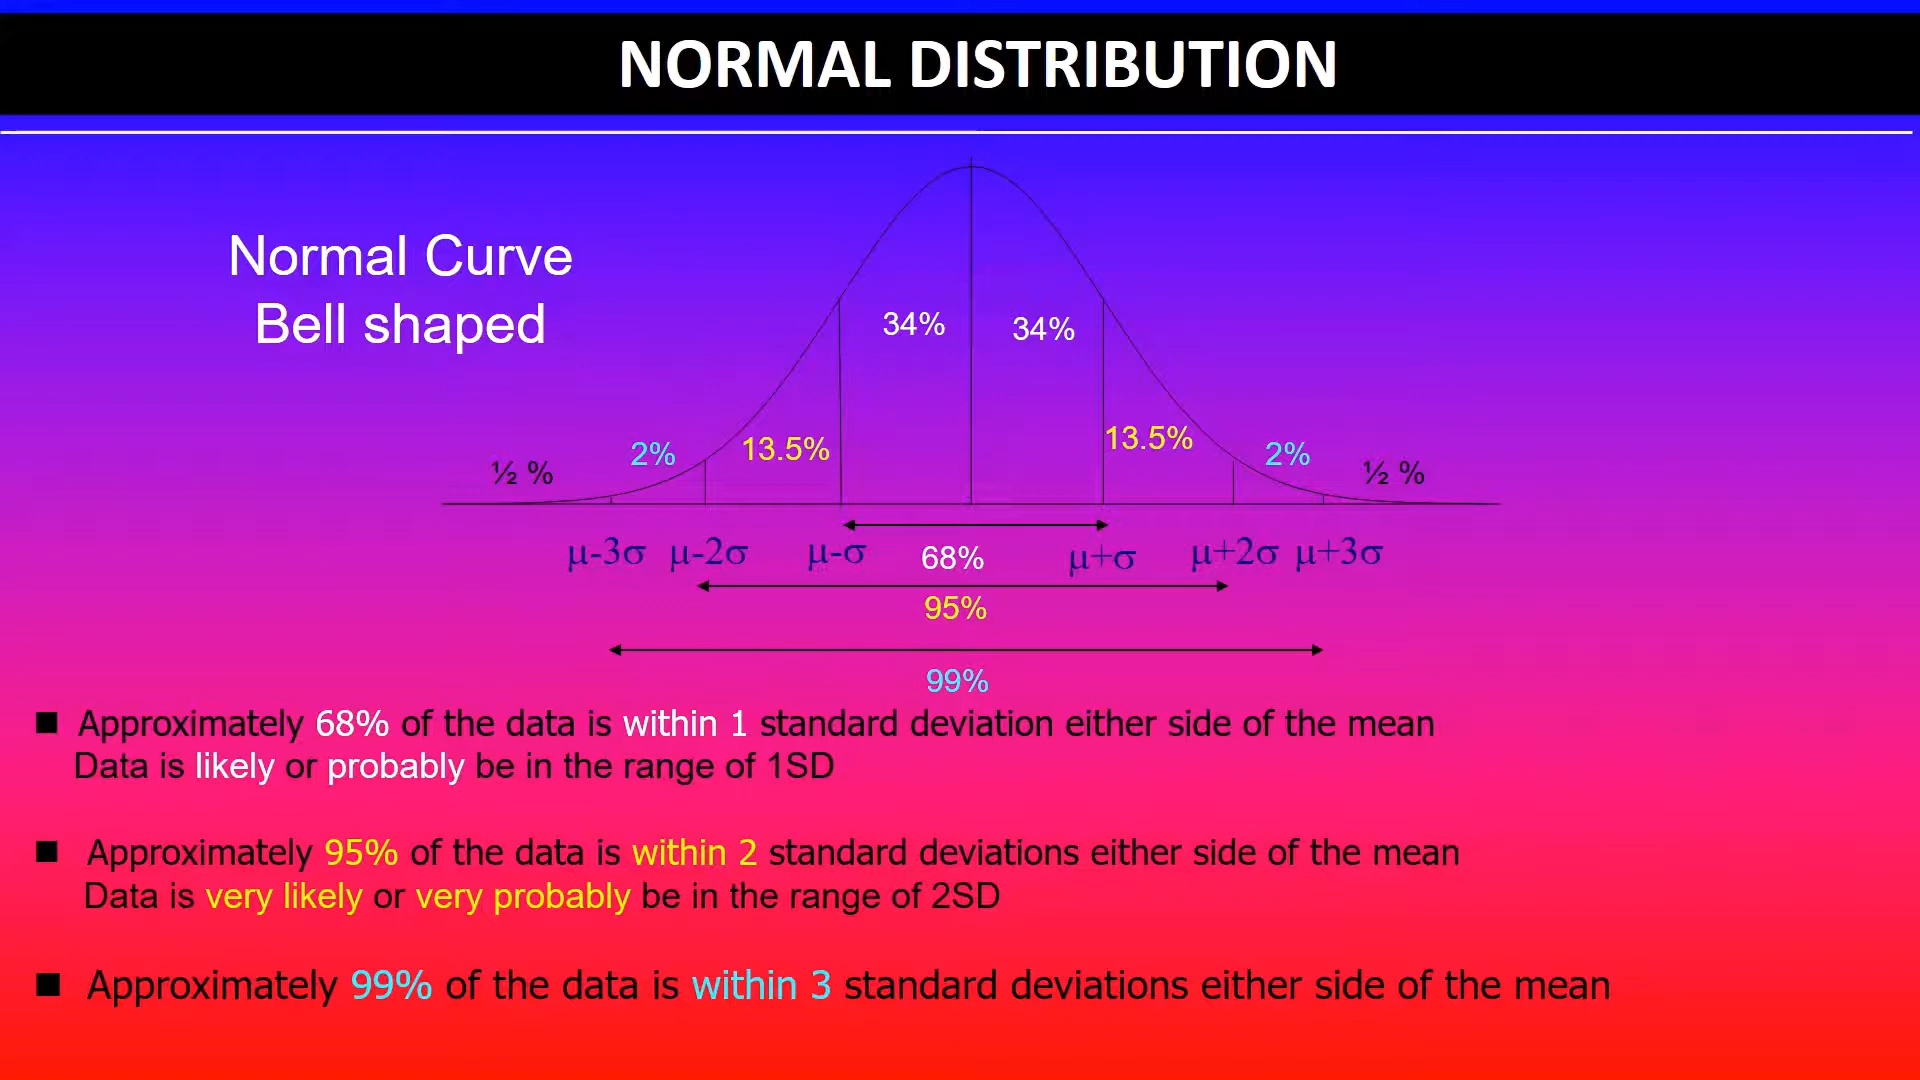 NORMAL DISTRIBUTION
Normal Curve
Bell shaped
34%
34%
13.5%
13.5%
2%
2%
½ %
½ %
μ-3σ μ-2σ μ-σ 68% μ+σ μ+2σ μ+3σ
95%
99%
Approximately 68% of the data is within 1 standard deviation either side of the mean
Data is likely or probably be in the range of 1SD
Approximately 95% of the data is within 2 standard deviations either side of the mean
Data is very likely or very probably be in the range of 2SD
Approximately 99% of the data is within 3 standard deviations either side of the mean